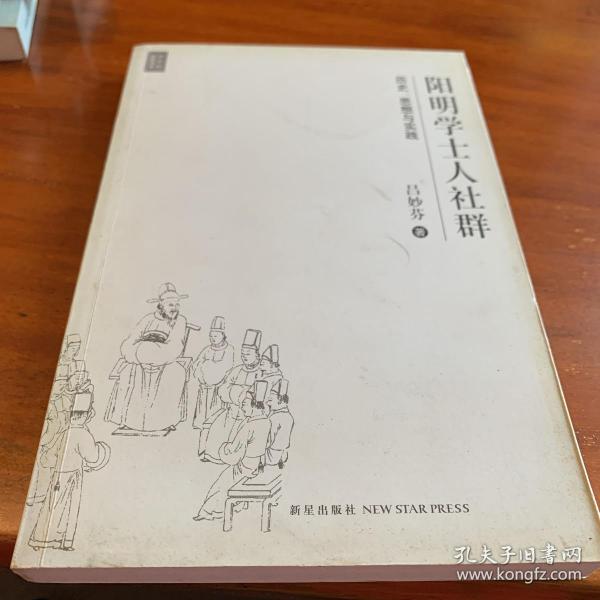 阳明学士人社群
历史、思想与实践
吕妙芬 著
新星出版社 NEW STAR PRESS
孔夫子旧书网
www.kongfz.com